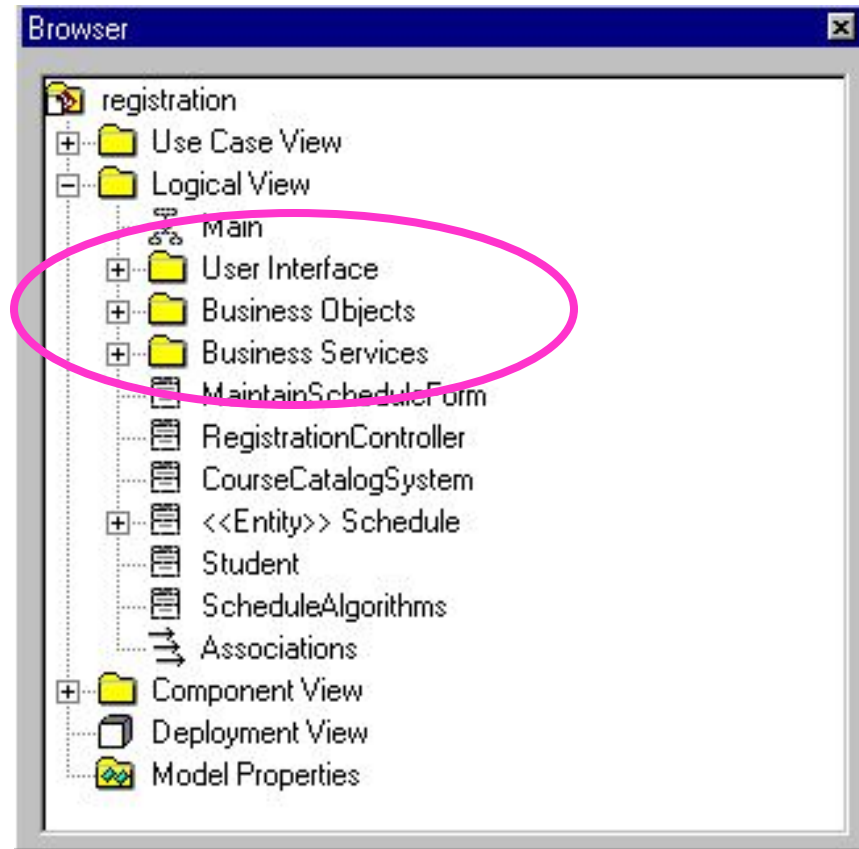 Browser
registration
Use Case View
Logical View
Main
User Interface
Business Objects
Business Services
MaintainScheduleForm
RegistrationController
CourseCatalogSystem
<<Entity>> Schedule
Student
ScheduleAlgorithms
Associations
Component View
Deployment View
Model Properties